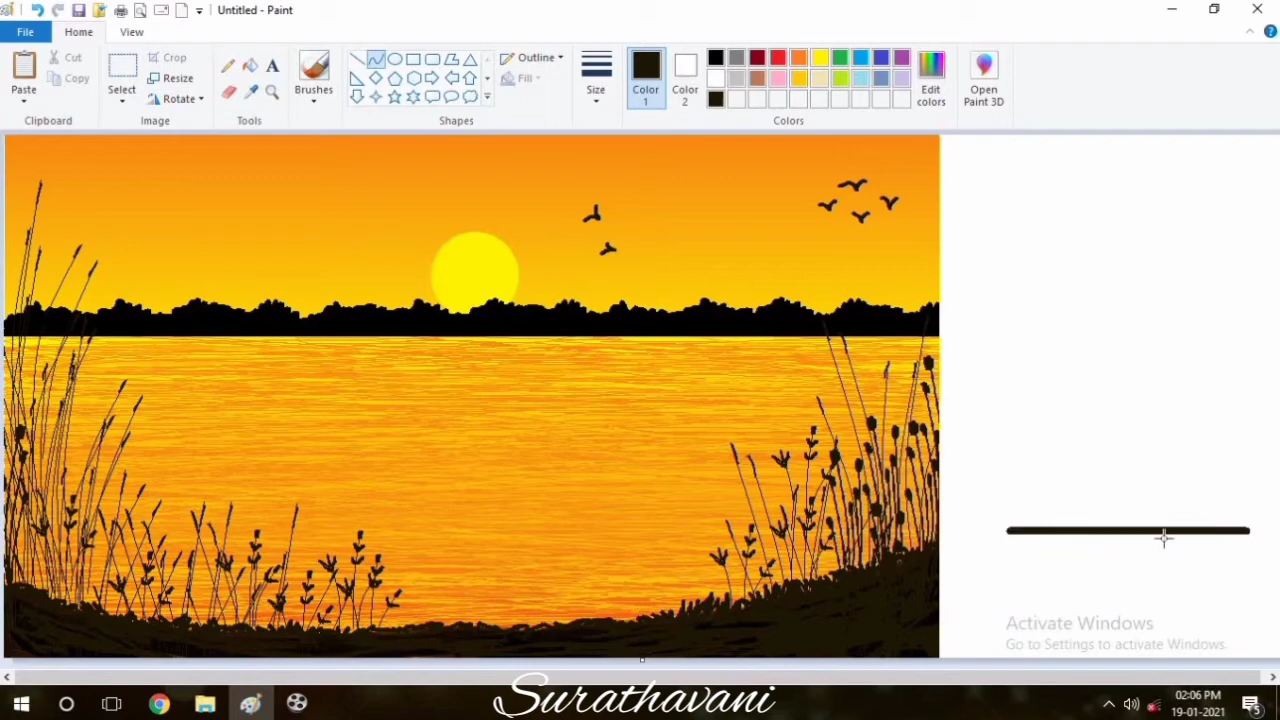 Untitled - Paint
File
Home
View
Paste
Cut
Copy
Clipboard
Select
Crop
Resize
Rotate
Image
A
Tools
Brushes
Outline
Fill
Shapes
Size
Color 1
Color 2
Edit colors
Colors
Open Paint 3D
Activate Windows
Go to Settings to activate Windows.
Surathavani
02:06 PM
19-01-2021
5